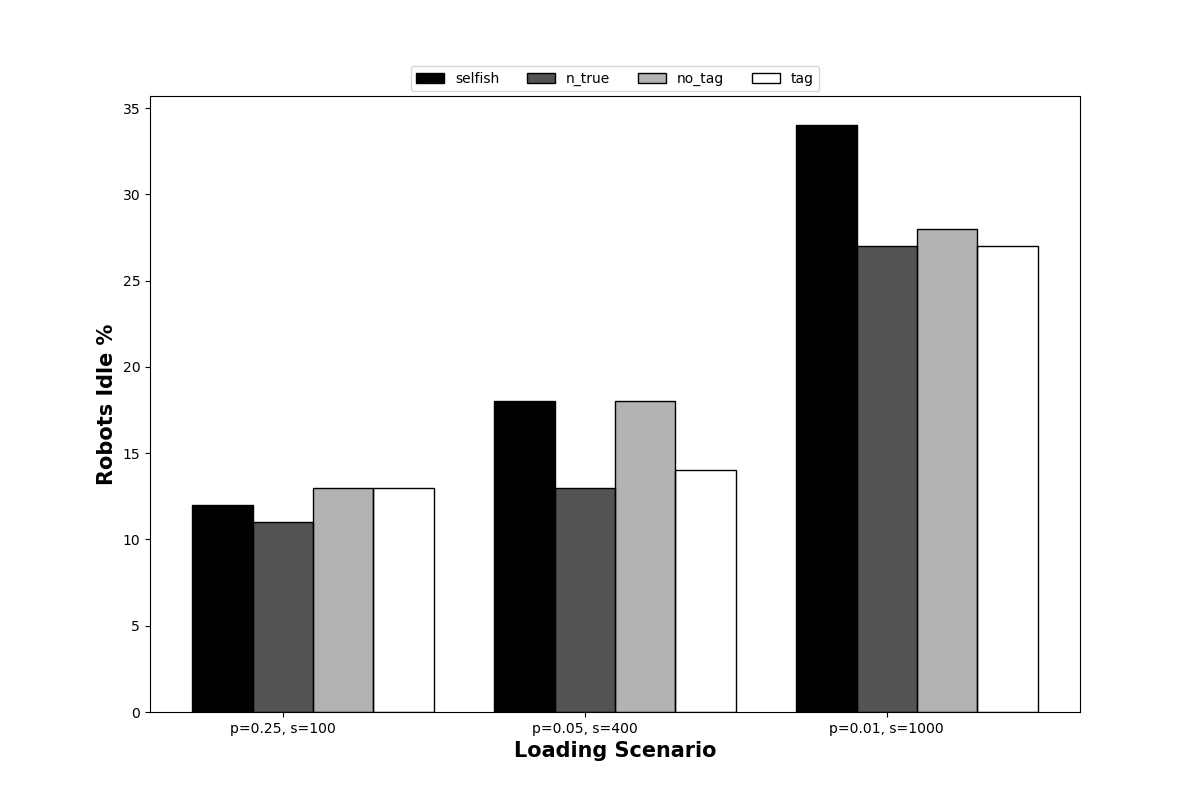 selfish n_true no_tag tag
35
30
25
20
15
10
5
0
Robots Idle %
p=0.25, s=100 p=0.05, s=400 p=0.01, s=1000
Loading Scenario